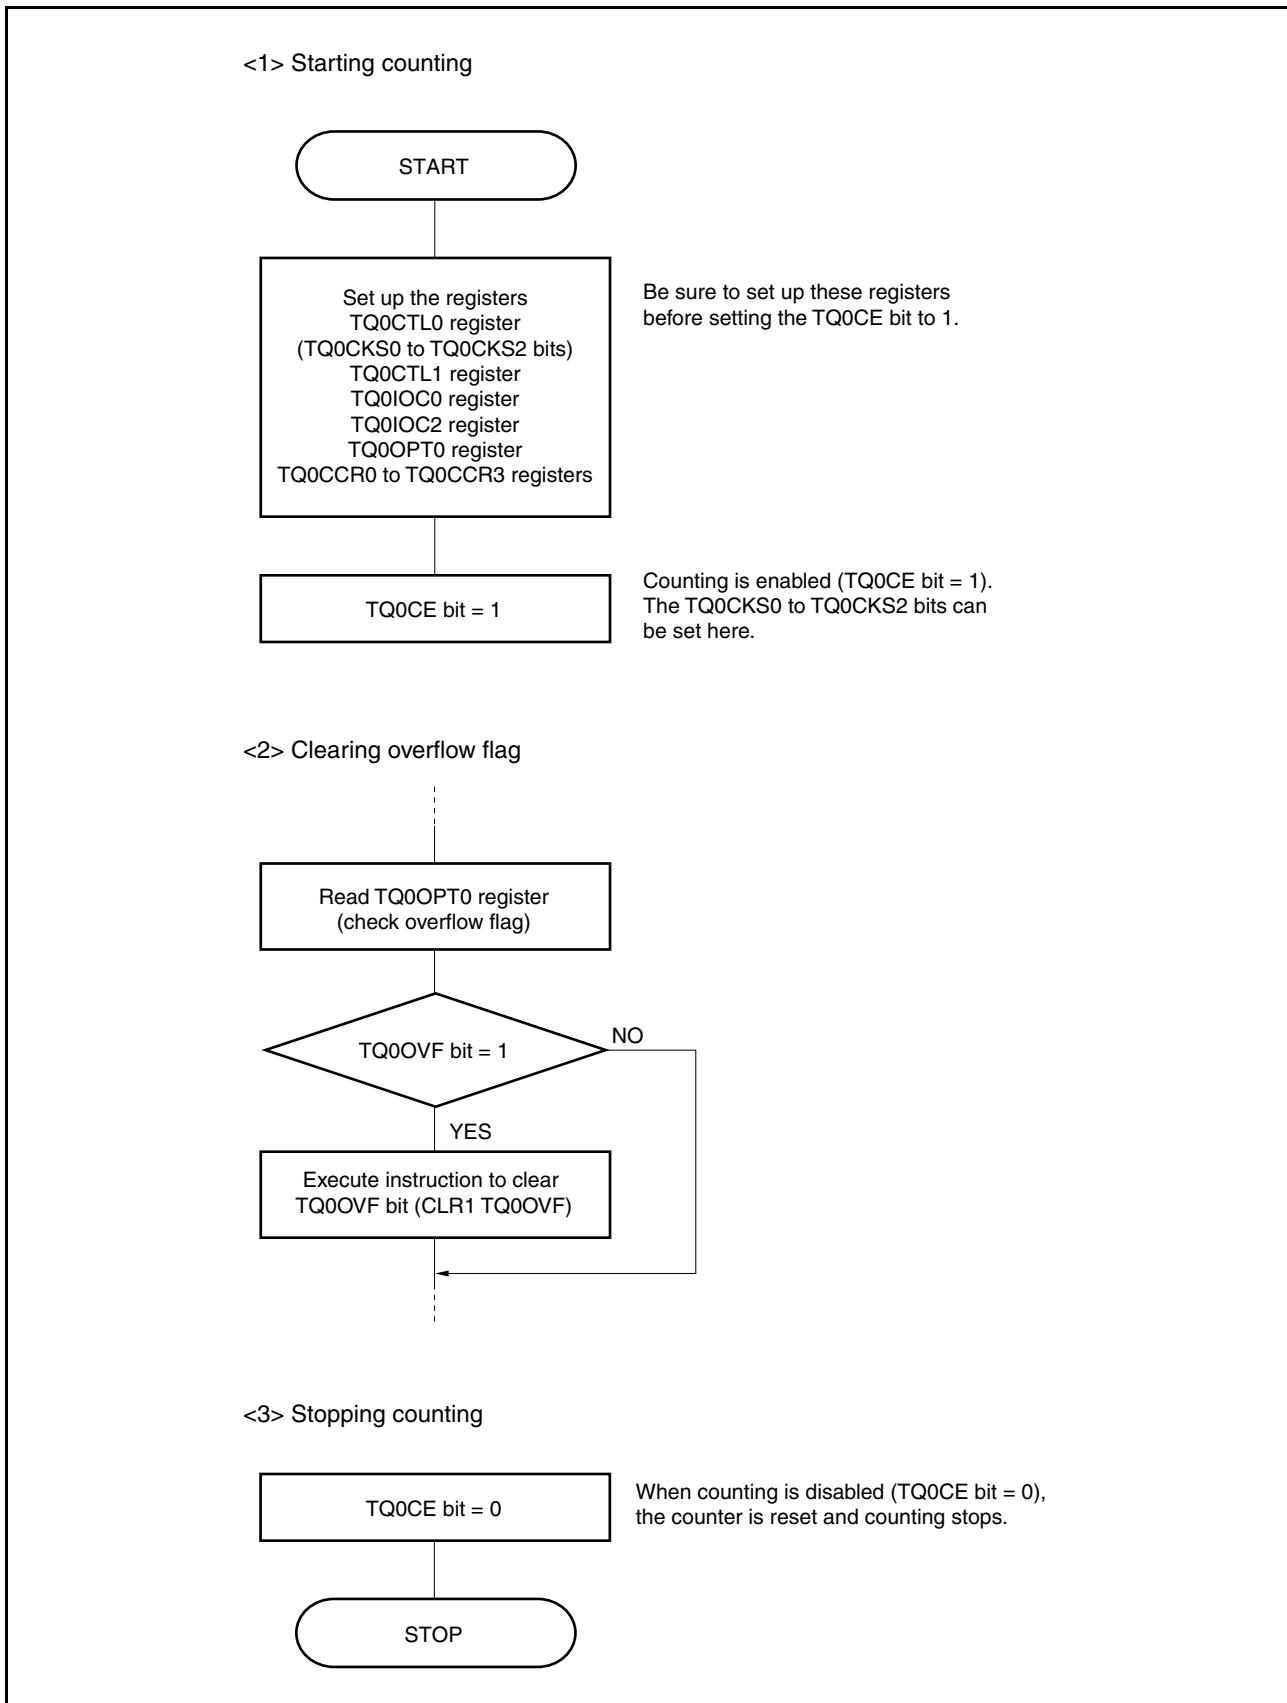 <1> Starting counting
START
Set up the registers
TQ0CTL0 register
(TQ0CKS0 to TQ0CKS2 bits)
TQ0CTL1 register
TQ0IOC0 register
TQ0IOC2 register
TQ0OPT0 register
TQ0CCR0 to TQ0CCR3 registers
Be sure to set up these registers
before setting the TQ0CE bit to 1.
TQ0CE bit = 1
Counting is enabled (TQ0CE bit = 1).
The TQ0CKS0 to TQ0CKS2 bits can
be set here.
<2> Clearing overflow flag
Read TQ0OPT0 register
(check overflow flag)
TQ0OVF bit = 1
NO
YES
Execute instruction to clear
TQ0OVF bit (CLR1 TQ0OVF)
<3> Stopping counting
TQ0CE bit = 0
When counting is disabled (TQ0CE bit = 0),
the counter is reset and counting stops.
STOP